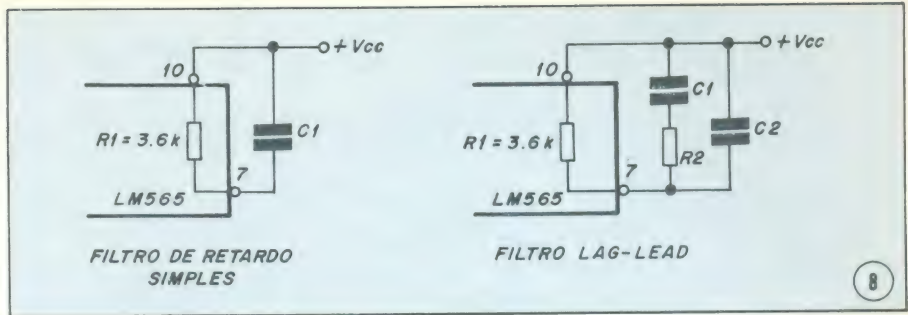 +Vcc
10
R1=3.6k
C1
7
LM565
FILTRO DE RETARDO
SIMPLES
+Vcc
10
C1
R1=3.6k
R2
C2
7
LM565
FILTRO LAG-LEAD
8